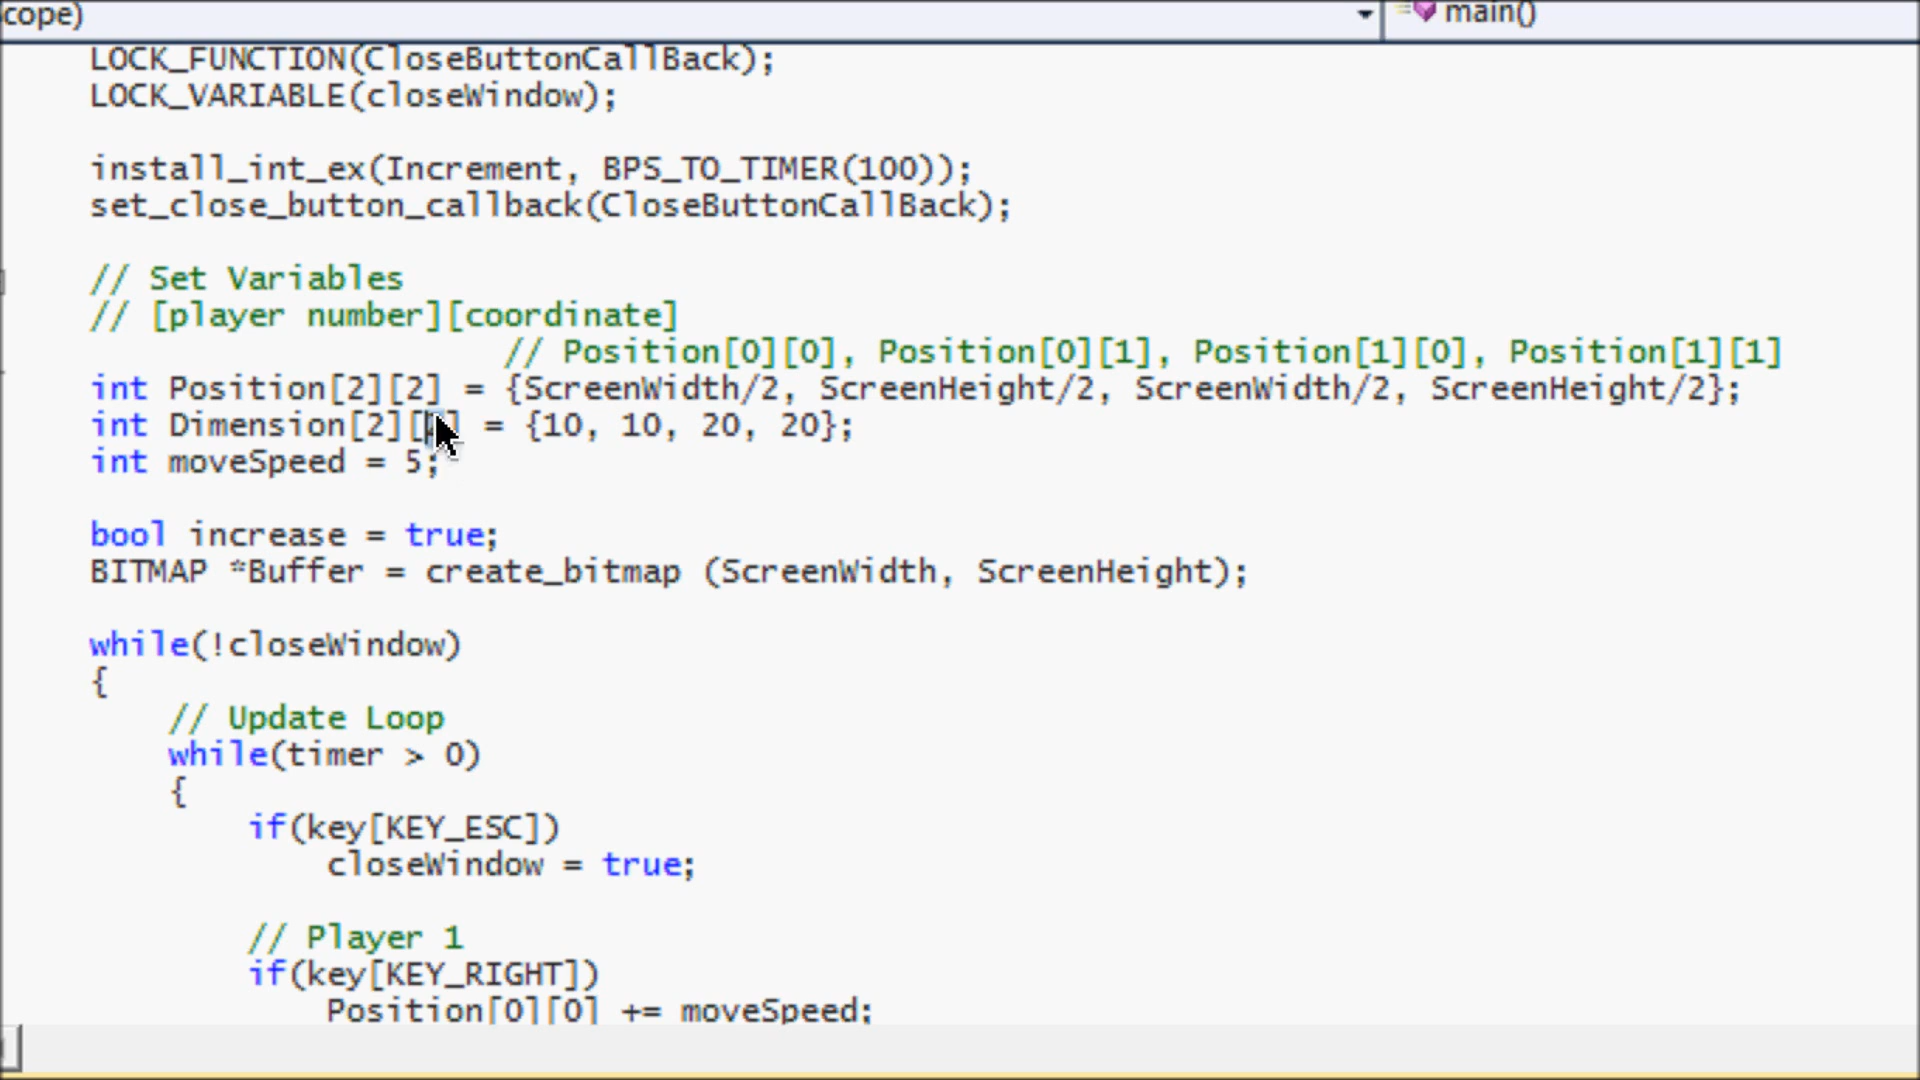 cope)
main()
LOCK_FUNCTION(CloseButtonCallBack);
LOCK_VARIABLE(closeWindow);
install_int_ex(Increment, BPS_TO_TIMER(100));
set_close_button_callback(CloseButtonCallBack);
// Set Variables
// [player number][coordinate]
// Position[0][0], Position[0][1], Position[1][0], Position[1][1]
int Position[2][2] = {ScreenWidth/2, ScreenHeight/2, ScreenWidth/2, ScreenHeight/2};
int Dimension[2][ ] = {10, 10, 20, 20};
int moveSpeed = 5;
bool increase = true;
BITMAP *Buffer = create_bitmap (ScreenWidth, ScreenHeight);
while(!closeWindow)
{
// Update Loop
while(timer > 0)
{
if(key[KEY_ESC])
closeWindow = true;
// Player 1
if(key[KEY_RIGHT])
Position[0][0] += moveSpeed;